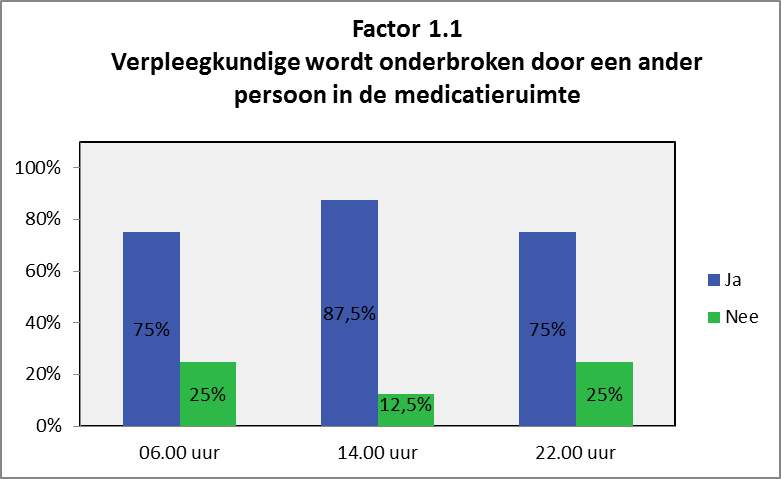 Factor 1.1
Verpleegkundige wordt onderbroken door een ander
persoon in de medicatieruimte
100%
80%
60%
40%
20%
0%
75%
25%
87,5%
12,5%
75%
25%
06.00 uur
14.00 uur
22.00 uur
Ja
Nee